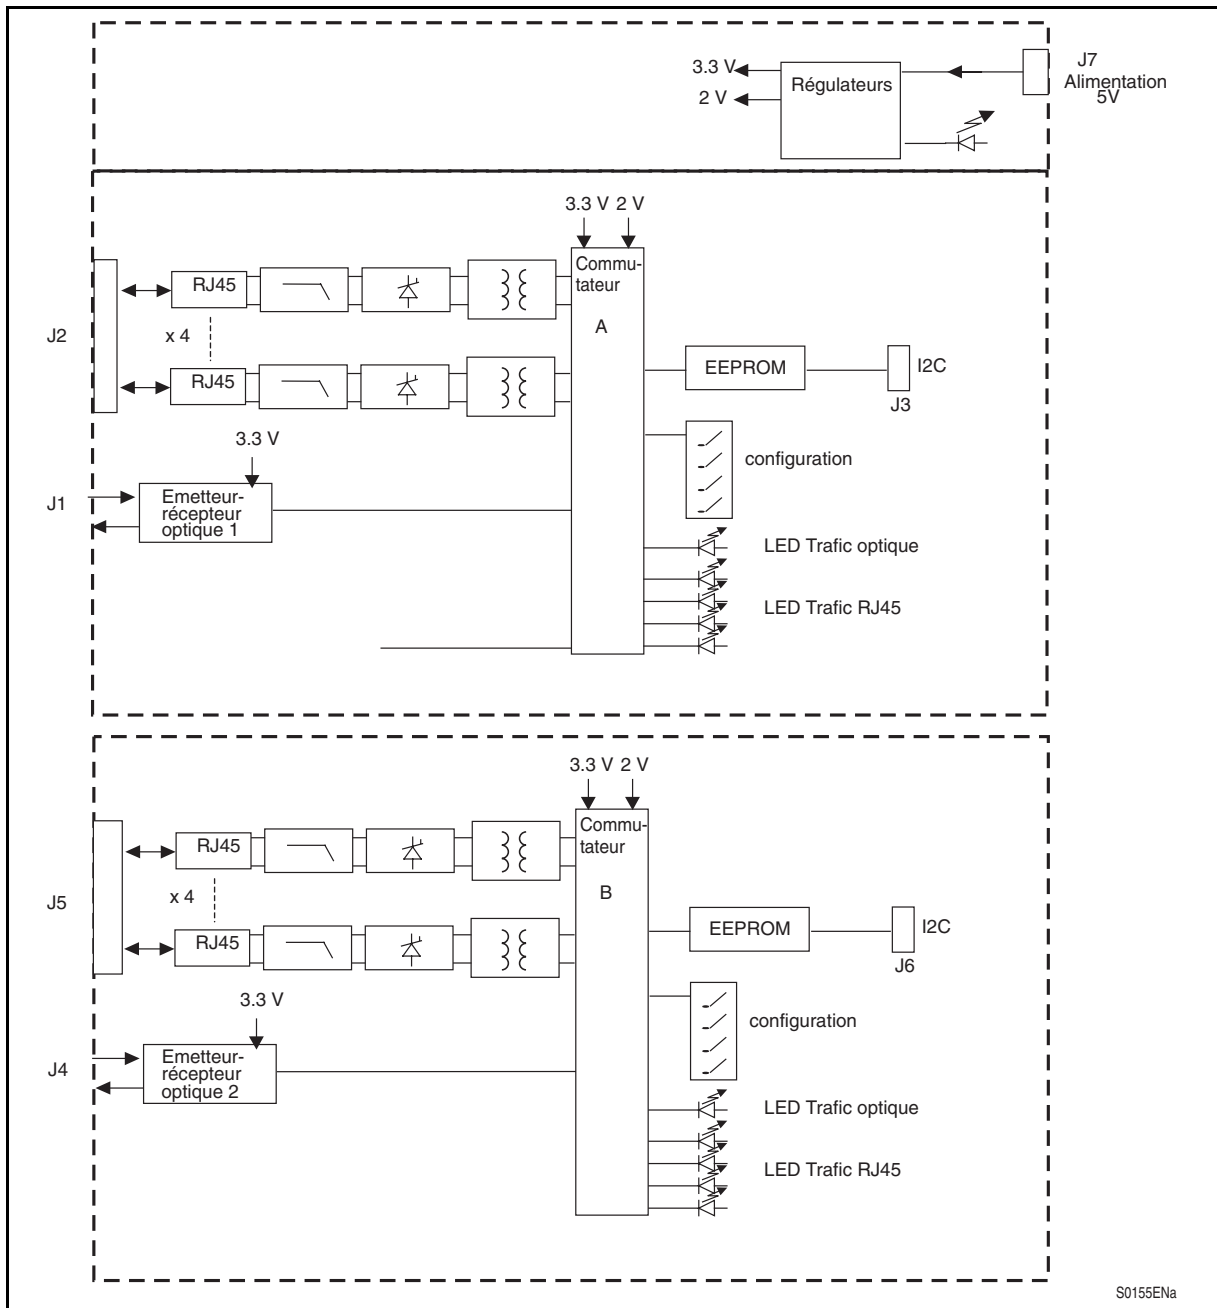 3.3 V
2 V
Régulateurs
J7
Alimentation
5V
3.3 V 2 V
Commu-
tateur
A
RJ45
x 4
RJ45
J2
EEPROM
I2C
J3
3.3 V
configuration
J1
Emetteur-
récepteur
optique 1
LED Trafic optique
LED Trafic RJ45
3.3 V 2 V
Commu-
tateur
B
RJ45
x 4
RJ45
J5
EEPROM
I2C
J6
3.3 V
configuration
J4
Emetteur-
récepteur
optique 2
LED Trafic optique
LED Trafic RJ45
S0155ENa